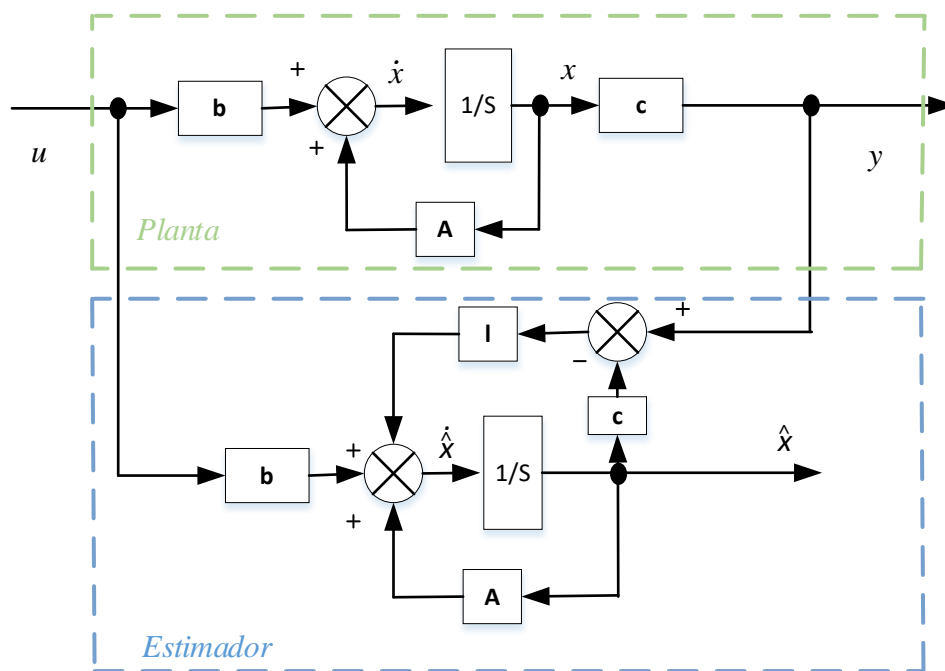 +
ẋ
x
b
1/S
c
+
u
y
A
Planta
+
l
−
c
+
x̂̇
x̂
b
1/S
+
A
Estimador